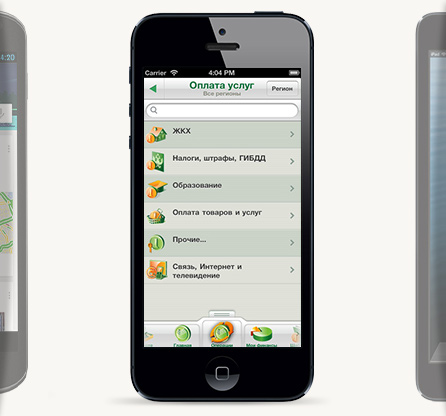 4:20
Carrier 4:04 PM
Оплата услуг
Все регионы
Регион
ЖКХ
Налоги, штрафы, ГИБДД
Образование
Оплата товаров и услуг
Прочие...
Связь, Интернет и
телевидение
Главная
Операции
Мои финансы